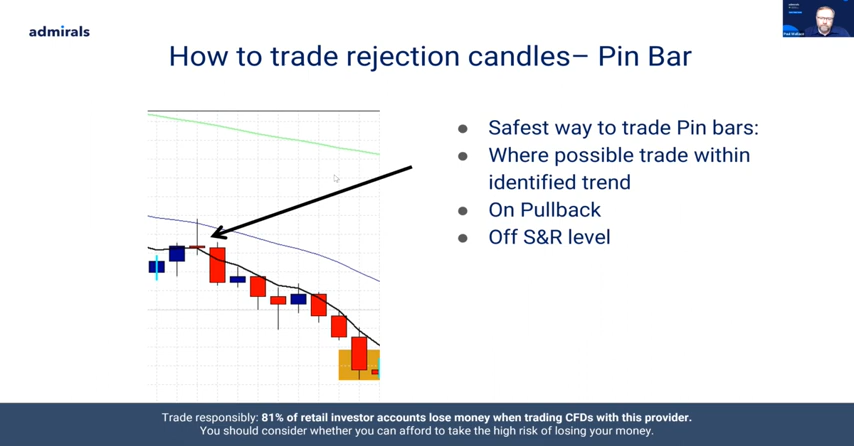 admirals
How to trade rejection candles– Pin Bar
Safest way to trade Pin bars:
Where possible trade within
identified trend
On Pullback
Off S&R level
Trade responsibly: 81% of retail investor accounts lose money when trading CFDs with this provider.
You should consider whether you can afford to take the high risk of losing your money.